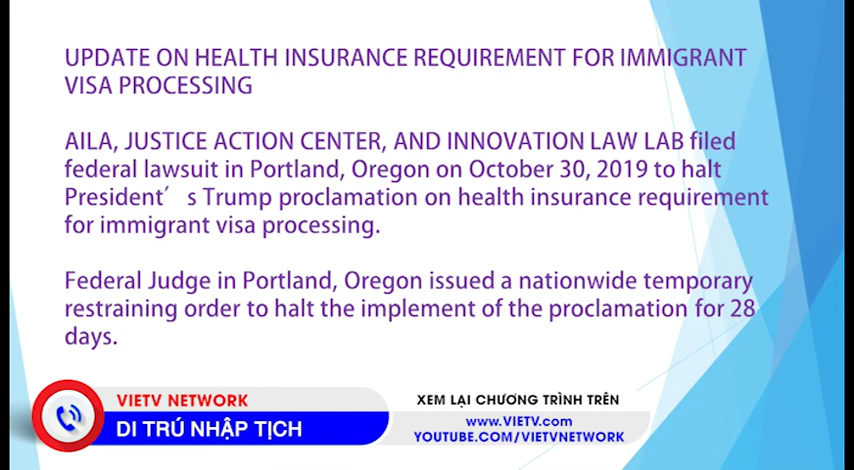 UPDATE ON HEALTH INSURANCE REQUIREMENT FOR IMMIGRANT
VISA PROCESSING
AILA, JUSTICE ACTION CENTER, AND INNOVATION LAW LAB filed
federal lawsuit in Portland, Oregon on October 30, 2019 to halt
President′ s Trump proclamation on health insurance requirement
for immigrant visa processing.
Federal Judge in Portland, Oregon issued a nationwide temporary
restraining order to halt the implement of the proclamation for 28
days.
VIETV NETWORK
DI TRÚ NHẬP TỊCH
XEM LẠI CHƯƠNG TRÌNH TRÊN
www.VIETV.com
YOUTUBE.COM/VIETVNETWORK